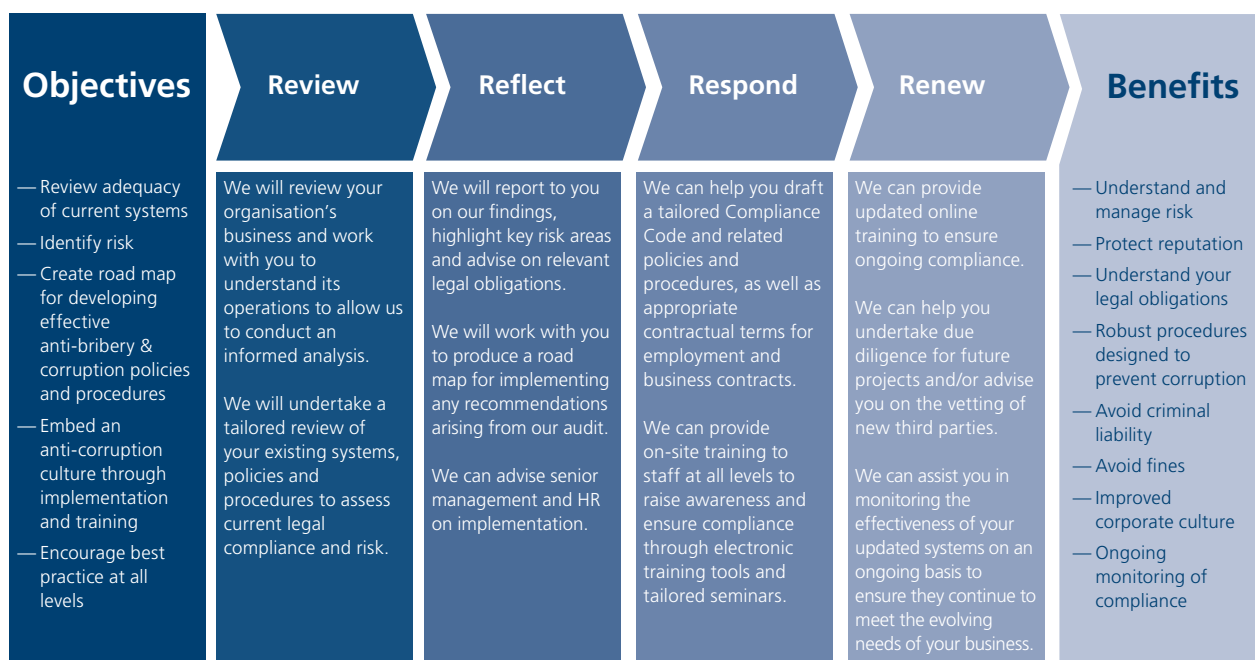 Objectives
— Review adequacy
of current systems
— Identify risk
— Create road map
for developing
effective
anti-bribery &
corruption policies
and procedures
— Embed an
anti-corruption
culture through
implementation
and training
— Encourage best
practice at all
levels
Review
We will review your
organisation’s
business and work
with you to
understand its
operations to allow us
to conduct an
informed analysis.
We will undertake a
tailored review of
your existing systems,
policies and
procedures to assess
current legal
compliance and risk.
Reflect
We will report to you
on our findings,
highlight key risk areas
and advise on relevant
legal obligations.
We will work with you
to produce a road
map for implementing
any recommendations
arising from our audit.
We can advise senior
management and HR
on implementation.
Respond
We can help you draft
a tailored Compliance
Code and related
policies and
procedures, as well as
appropriate
contractual terms for
employment and
business contracts.
We can provide
on-site training to
staff at all levels to
raise awareness and
ensure compliance
through electronic
training tools and
tailored seminars.
Renew
We can provide
updated online
training to ensure
ongoing compliance.
We can help you
undertake due
diligence for future
projects and/or advise
you on the vetting of
new third parties.
We can assist you in
monitoring the
effectiveness of your
updated systems on an
ongoing basis to
ensure they continue to
meet the evolving
needs of your business.
Benefits
— Understand and
manage risk
— Protect reputation
— Understand your
legal obligations
— Robust procedures
designed to
prevent corruption
— Avoid criminal
liability
— Avoid fines
— Improved
corporate culture
— Ongoing
monitoring of
compliance